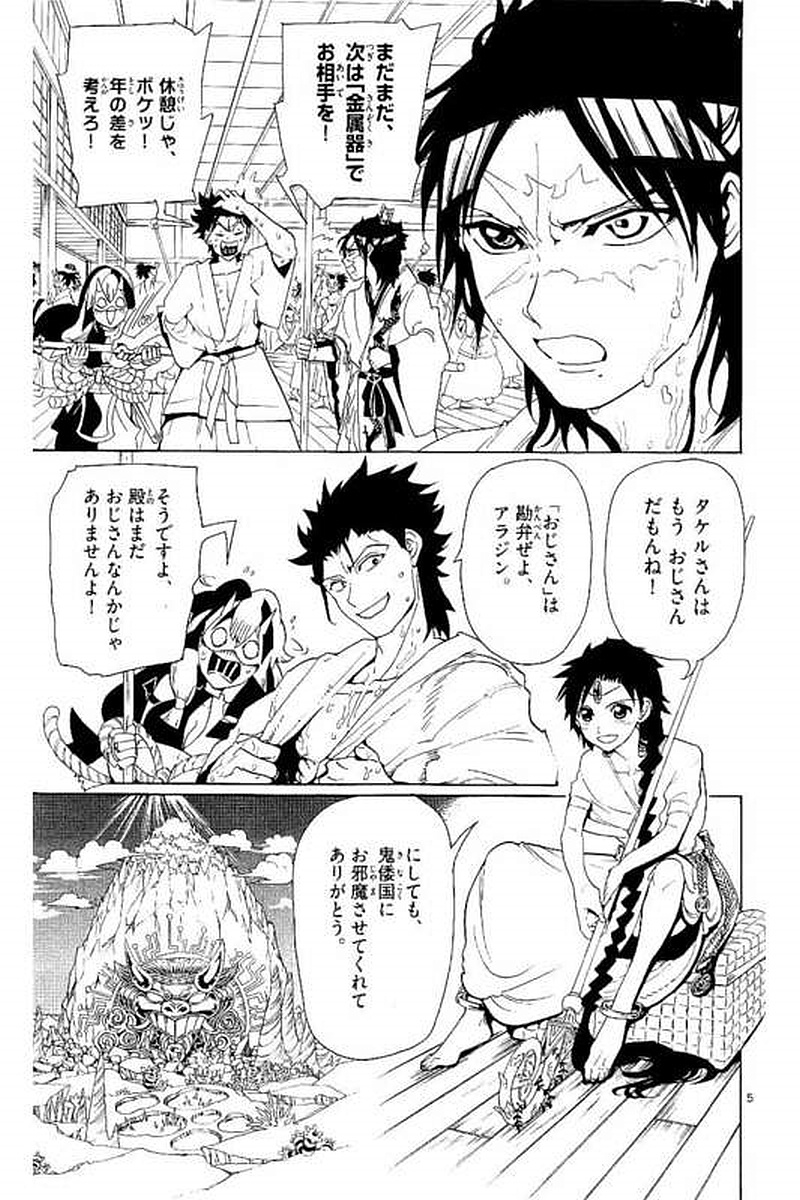 まだまだ、
次は「金属器」で
お相手を！
休憩じゃ、
ボケッ！
年の差を
考えろ！
タケルさんは
もう おじさん
だもんね！
「おじさん」は
勘弁ぜよ、
アラジン。
そうですよ、
殿はまだ
おじさんなんかじゃ
ありませんよ！
にしても、
鬼倭国に
お邪魔させてくれて
ありがとう。
5